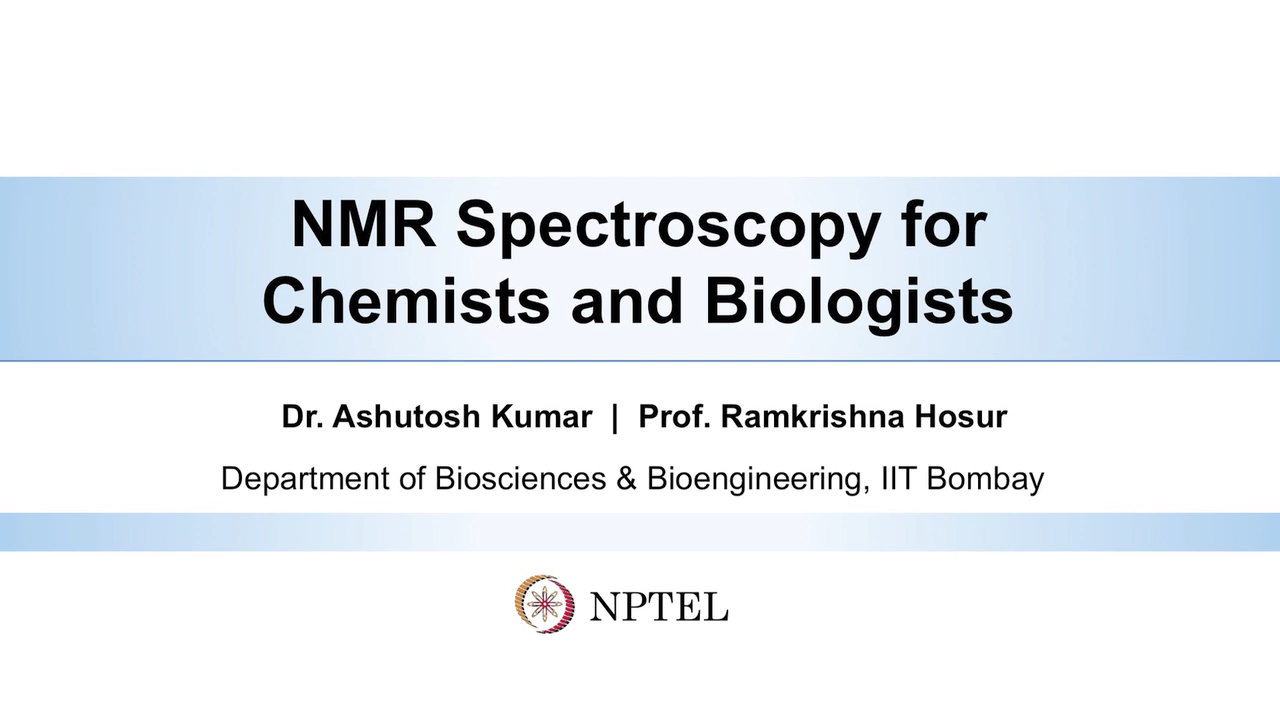 NMR Spectroscopy for
Chemists and Biologists
Dr. Ashutosh Kumar | Prof. Ramkrishna Hosur
Department of Biosciences & Bioengineering, IIT Bombay
NPTEL